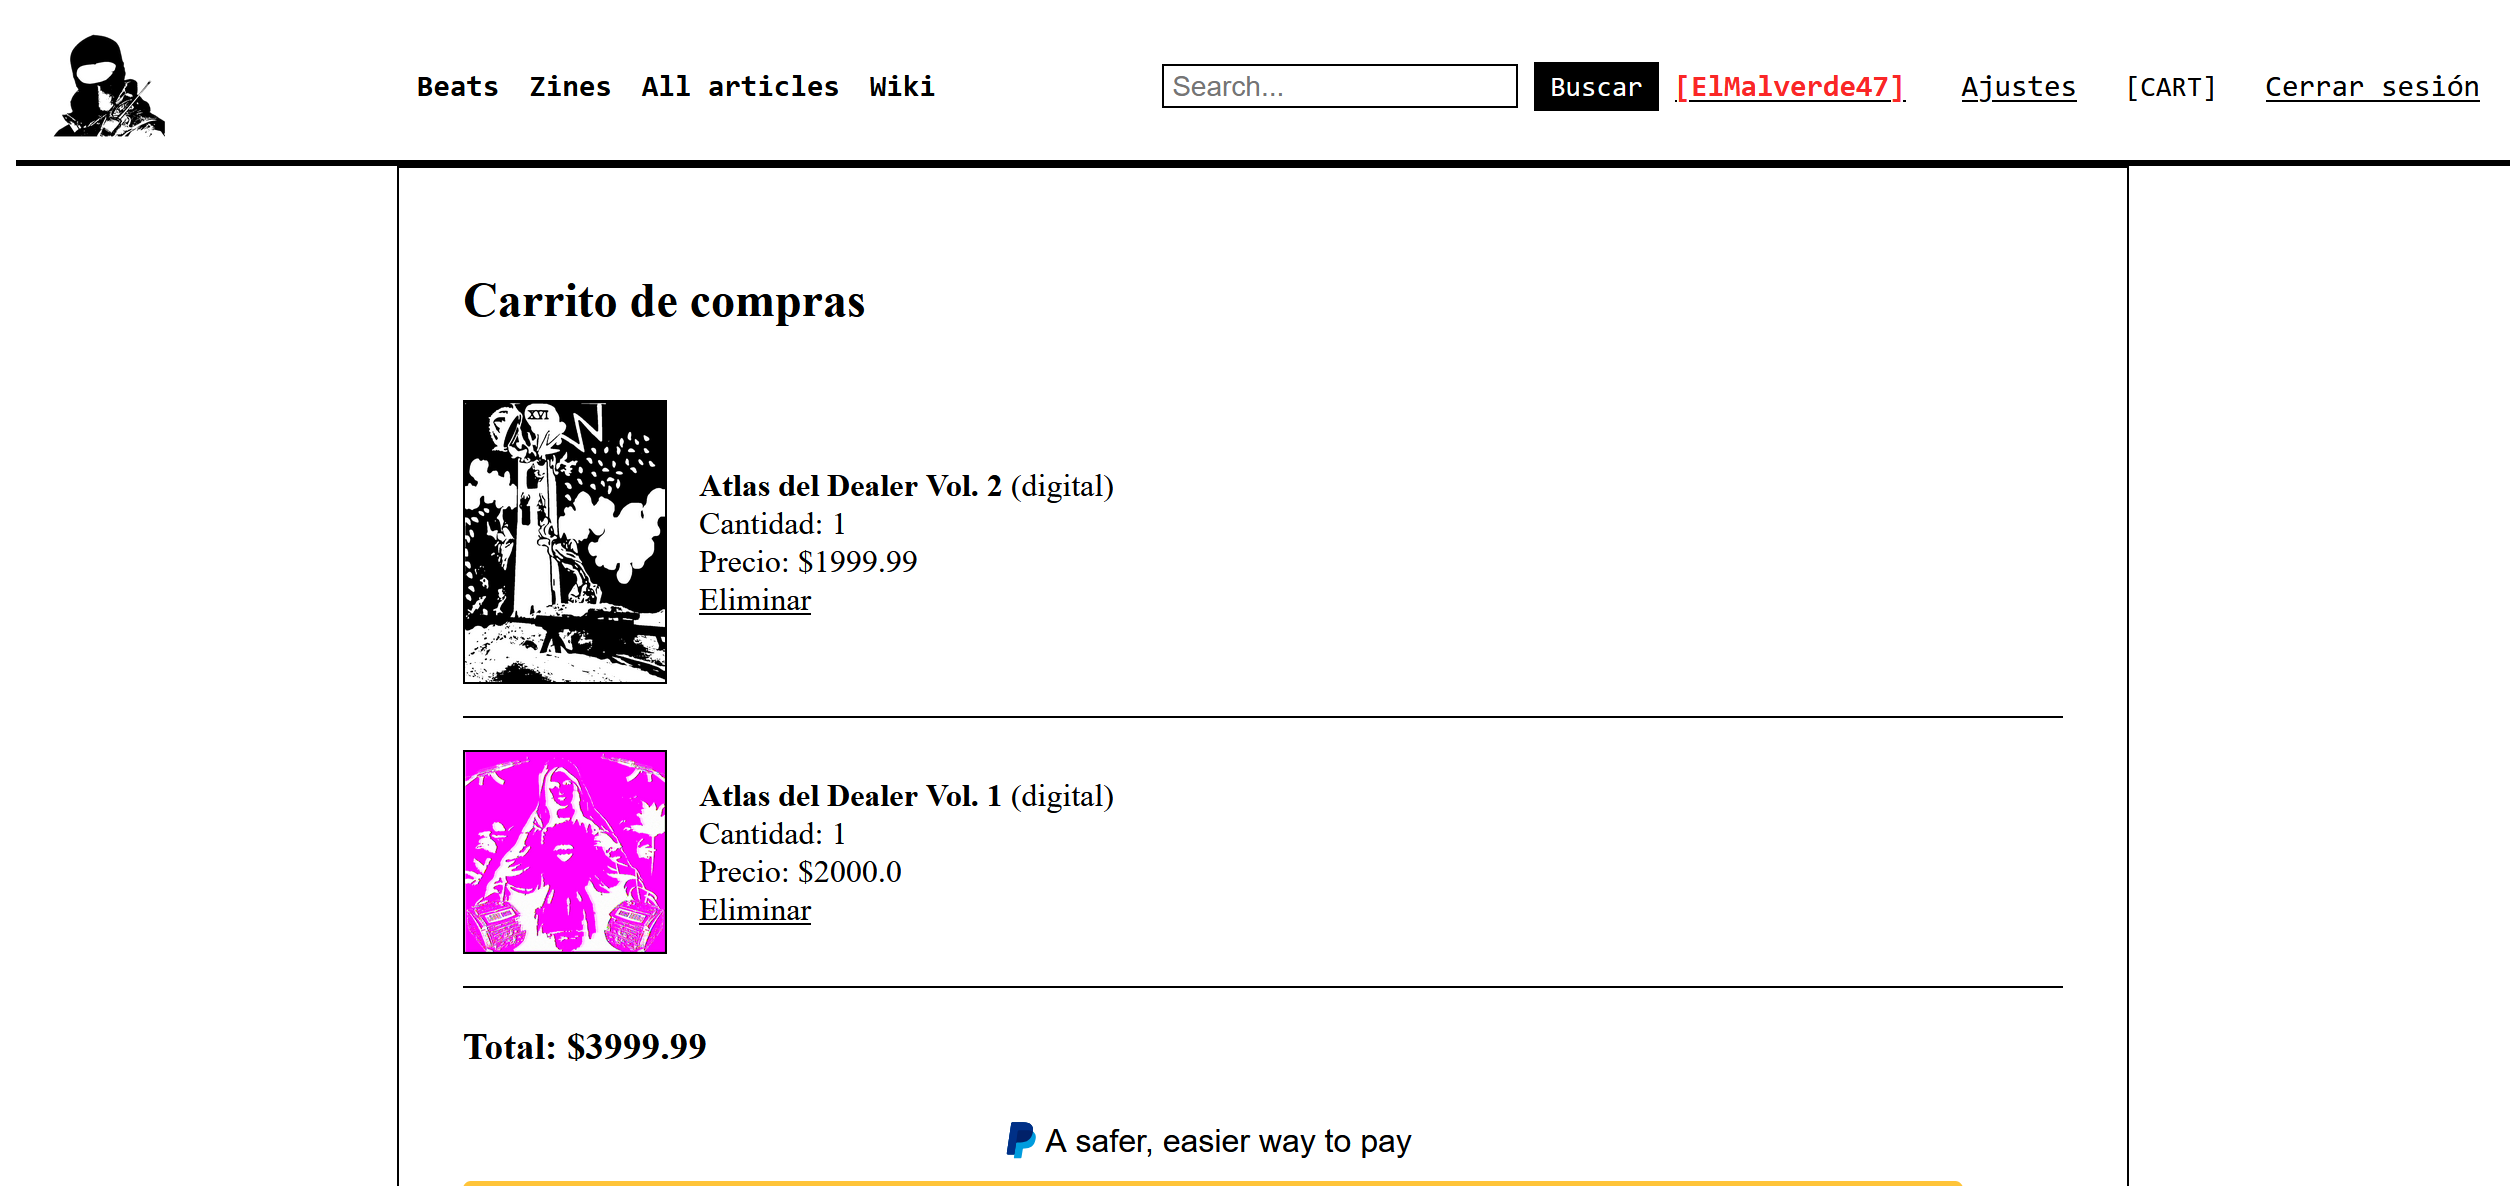 Beats Zines All articles Wiki Search... Buscar [ElMalverde47] Ajustes [CART] Cerrar sesión
Carrito de compras
XVI
Atlas del Dealer Vol. 2 (digital)
Cantidad: 1
Precio: $1999.99
Eliminar
Atlas del Dealer Vol. 1 (digital)
Cantidad: 1
Precio: $2000.0
Eliminar
Total: $3999.99
A safer, easier way to pay